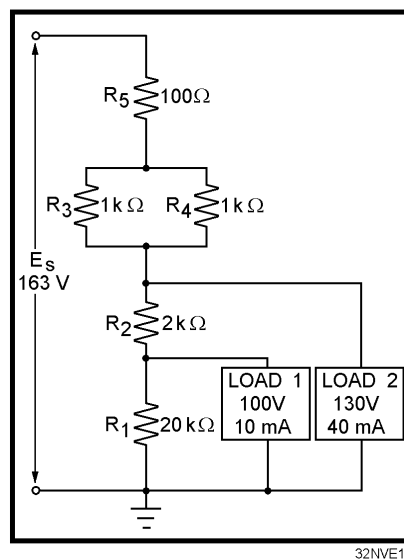 R5 100Ω
R3 1kΩ R4 1kΩ
ES
163 V
R2 2kΩ
LOAD 1
100V
10 mA
LOAD 2
130V
40 mA
R1 20kΩ
32NVE1